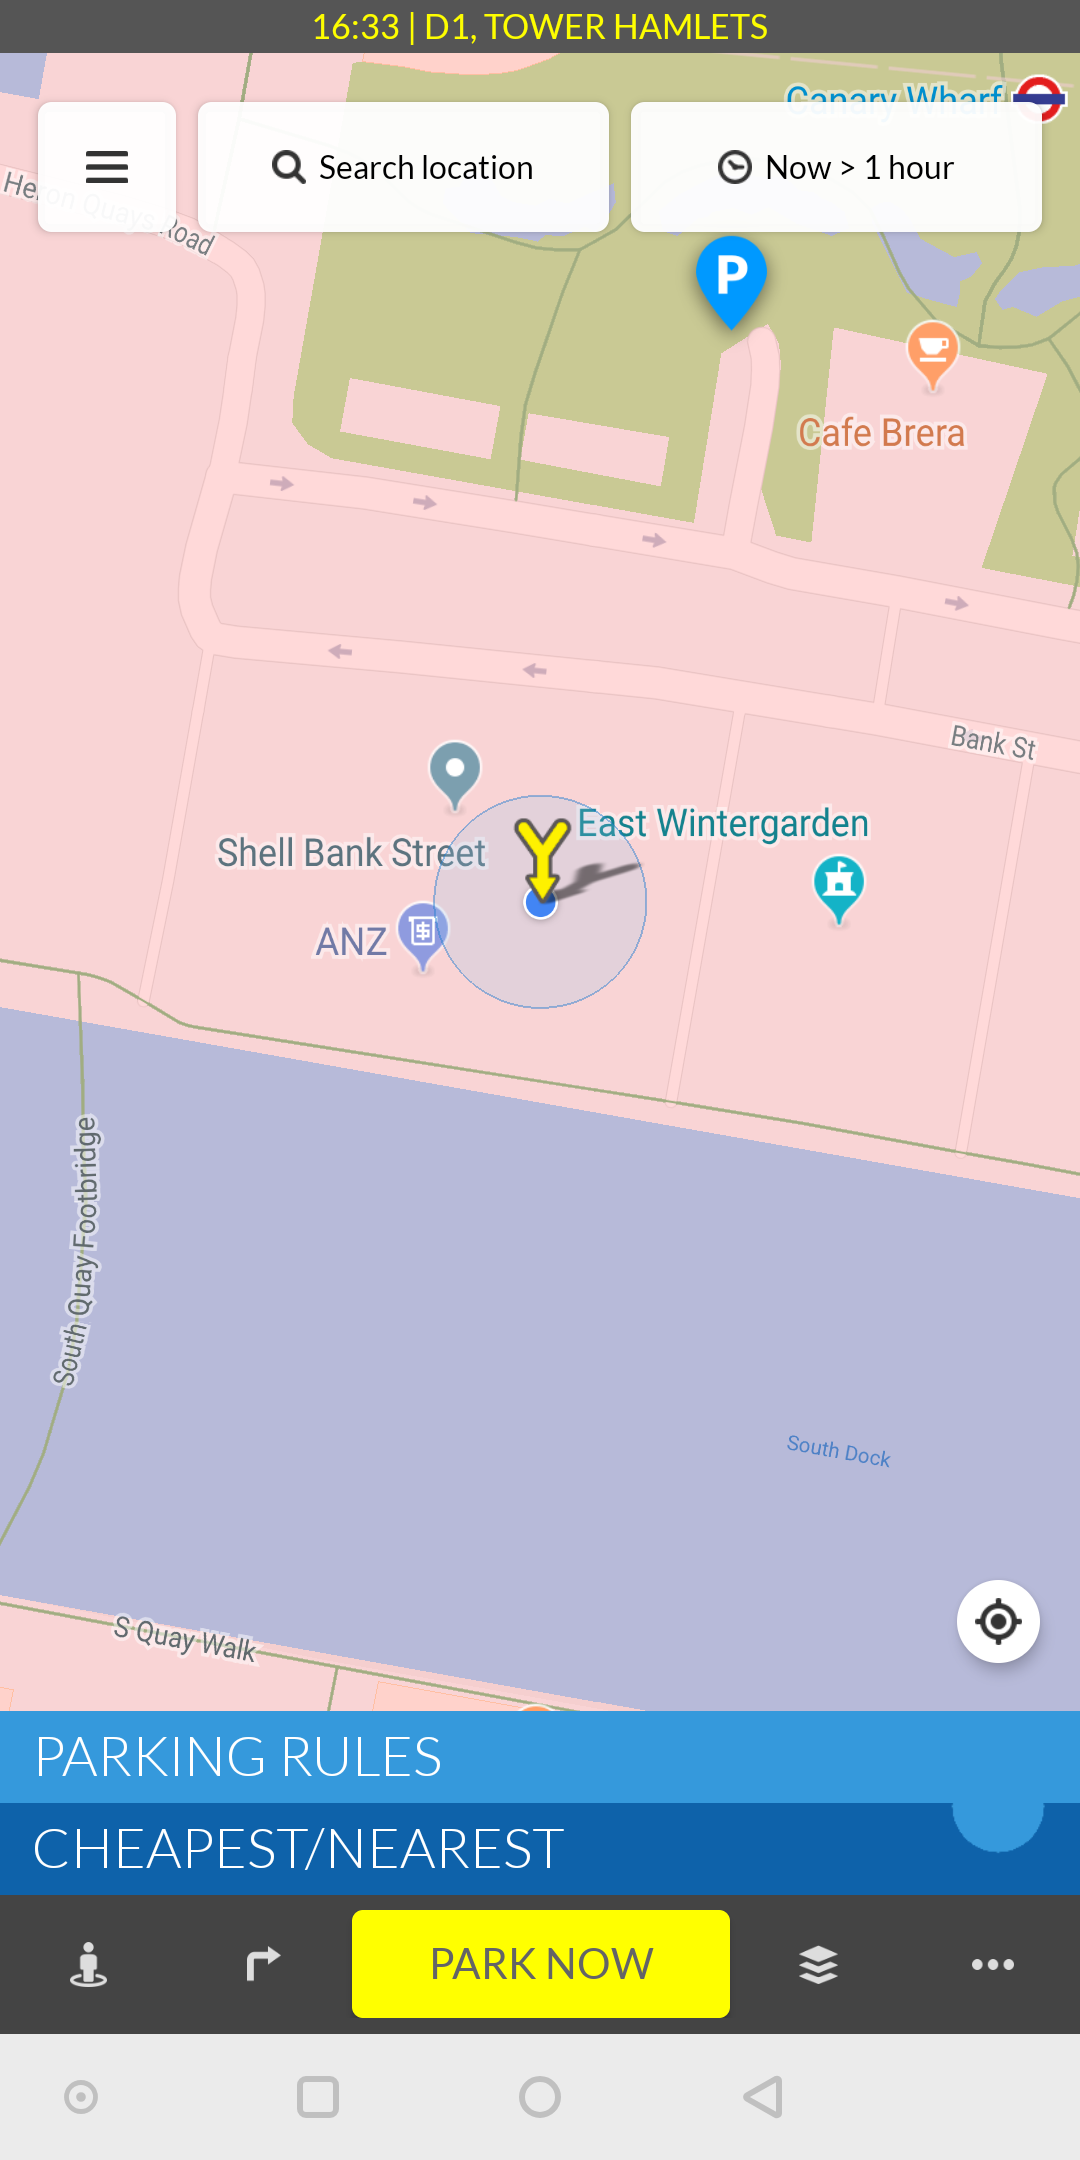 16:33 | D1, TOWER HAMLETS
Canary Wharf
Search location
Now > 1 hour
Heron Quays Road
P
Cafe Brera
Bank St
East Wintergarden
Shell Bank Street
ANZ
South Quay Footbridge
South Dock
S Quay Walk
PARKING RULES
CHEAPEST/NEAREST
PARK NOW